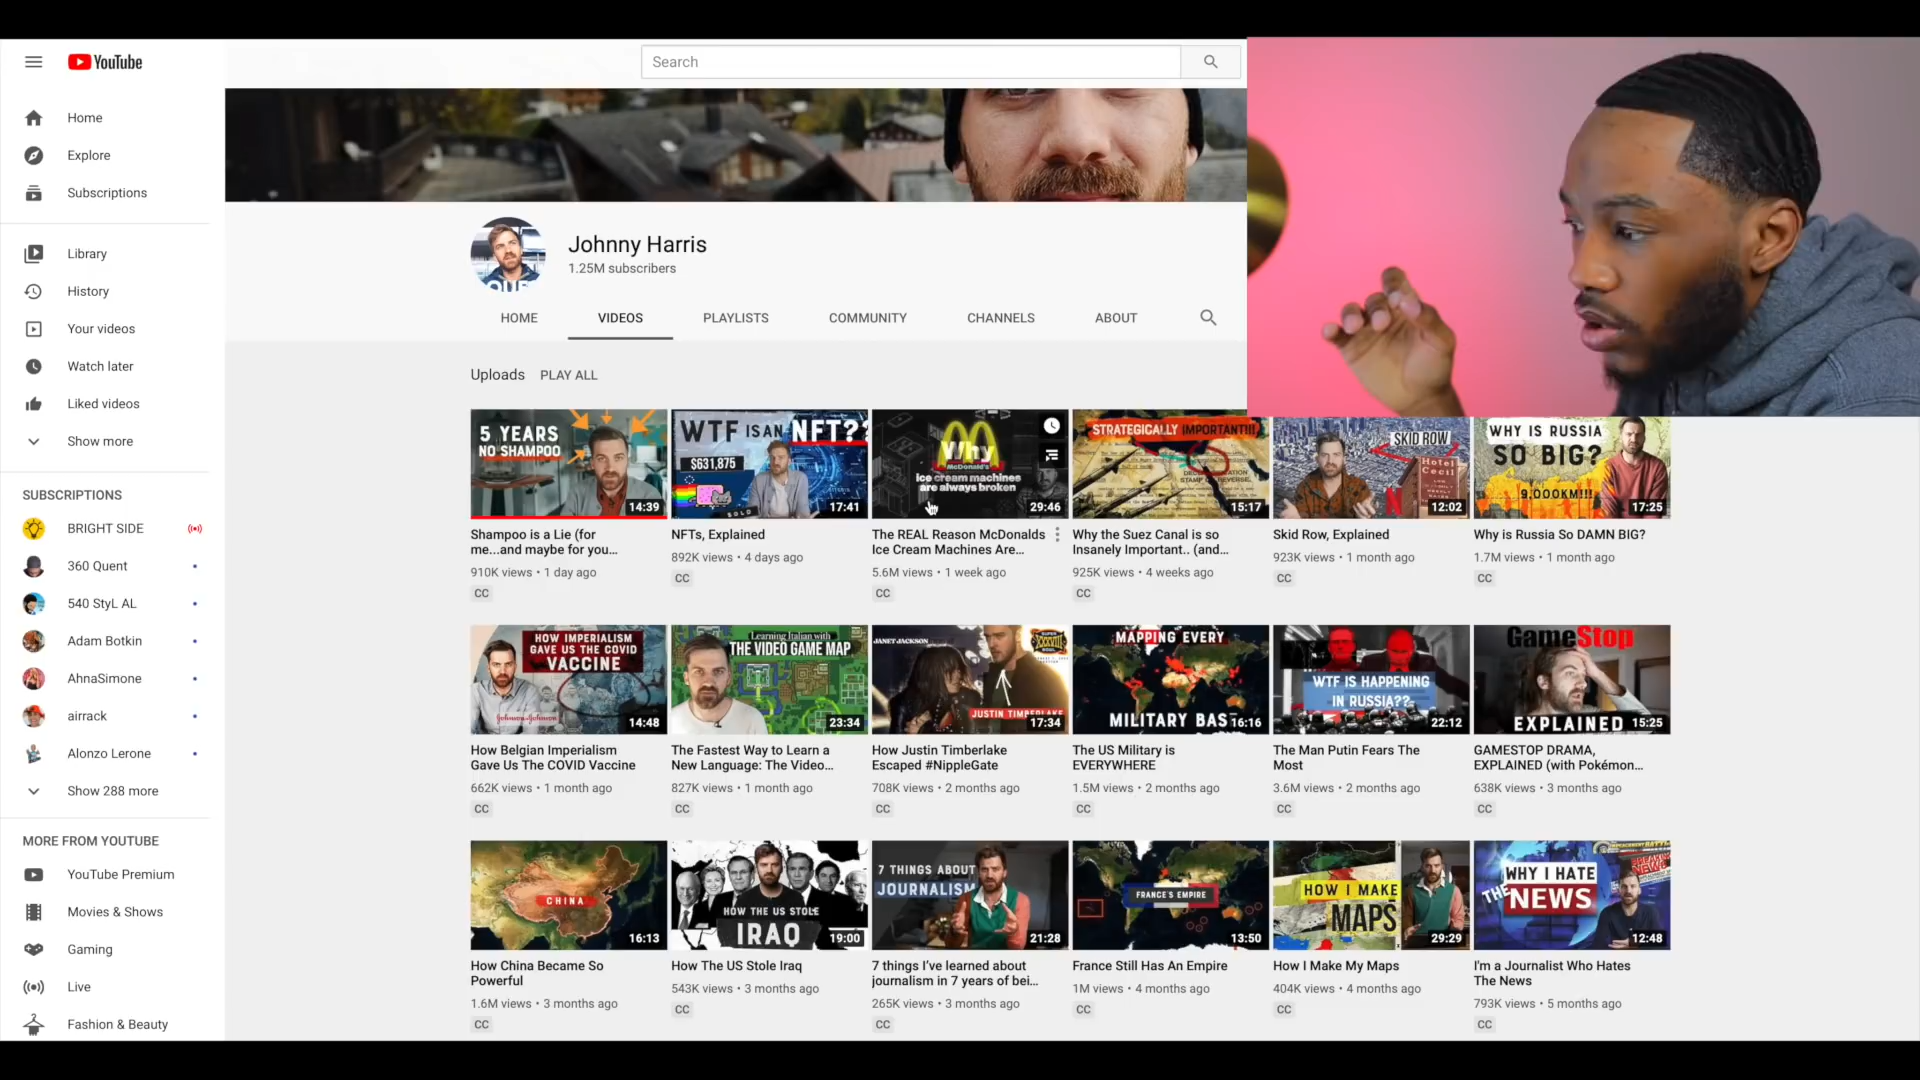 YouTube
Search
Home
Explore
Subscriptions
Library
History
Your videos
Watch later
Liked videos
Show more
SUBSCRIPTIONS
BRIGHT SIDE
360 Quent
540 StyL AL
Adam Botkin
AhnaSimone
airrack
Alonzo Lerone
Show 288 more
MORE FROM YOUTUBE
YouTube Premium
Movies & Shows
Gaming
Live
Fashion & Beauty
Johnny Harris
1.25M subscribers
HOME VIDEOS PLAYLISTS COMMUNITY CHANNELS ABOUT
Uploads PLAY ALL
5 YEARS
NO SHAMPOO
14:39
Shampoo is a Lie (for
me...and maybe for you...
910K views • 1 day ago
CC
WTF IS AN NFT??
$631,875
SOLD
17:41
NFTs, Explained
892K views • 4 days ago
CC
Why
McDonald's
Ice cream machines
are always broken
29:46
The REAL Reason McDonalds
Ice Cream Machines Are...
5.6M views • 1 week ago
CC
STRATEGICALLY IMPORTANT!!!
15:17
Why the Suez Canal is so
Insanely Important.. (and...
925K views • 4 weeks ago
CC
SKID ROW
Hotel
Cecil
12:02
Skid Row, Explained
923K views • 1 month ago
CC
WHY IS RUSSIA
SO BIG?
9,000KM!!!
17:25
Why is Russia So DAMN BIG?
1.7M views • 1 month ago
CC
HOW IMPERIALISM
GAVE US THE COVID
VACCINE
Johnson & Johnson
14:48
How Belgian Imperialism
Gave Us The COVID Vaccine
662K views • 1 month ago
CC
Learning Italian with
THE VIDEO GAME MAP
23:34
The Fastest Way to Learn a
New Language: The Video...
827K views • 1 month ago
CC
JANET JACKSON
JUSTIN TIMBERLAKE
17:34
How Justin Timberlake
Escaped #NippleGate
708K views • 2 months ago
CC
MAPPING EVERY
MILITARY BAS
16:16
The US Military is
EVERYWHERE
1.5M views • 2 months ago
CC
WTF IS HAPPENING
IN RUSSIA??
22:12
The Man Putin Fears The
Most
3.6M views • 2 months ago
CC
GameStop
EXPLAINED
15:25
GAMESTOP DRAMA,
EXPLAINED (with Pokémon...
638K views • 3 months ago
CC
CHINA
16:13
How China Became So
Powerful
1.6M views • 3 months ago
CC
HOW THE US STOLE
IRAQ
19:00
How The US Stole Iraq
543K views • 3 months ago
CC
7 THINGS ABOUT
JOURNALISM
21:28
7 things I've learned about
journalism in 7 years of bei...
265K views • 3 months ago
CC
FRANCE'S EMPIRE
13:50
France Still Has An Empire
1M views • 4 months ago
CC
HOW I MAKE
MAPS
29:29
How I Make My Maps
404K views • 4 months ago
CC
WHY I HATE
THE NEWS
12:48
I'm a Journalist Who Hates
The News
793K views • 5 months ago
CC